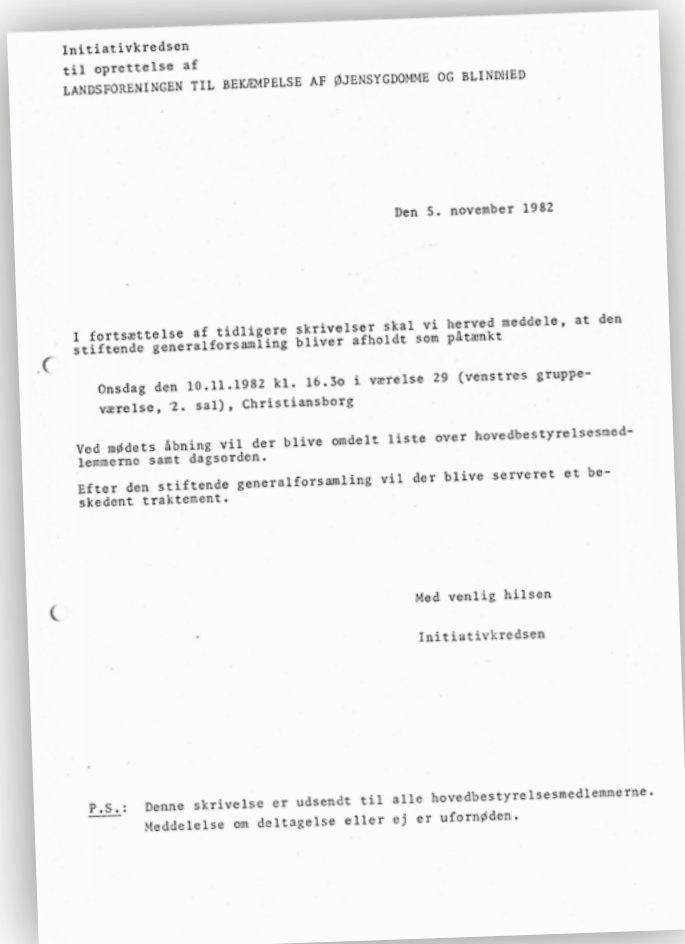 Initiativkredsen
til oprettelse af
LANDSFORENINGEN TIL BEKÆMPELSE AF ØJENSYGDOMME OG BLINDHED
Den 5. november 1982
I fortsættelse af tidligere skrivelser skal vi herved meddele, at den
stiftende generalforsamling bliver afholdt som påtænkt
Onsdag den 10.11.1982 kl. 16.3o i værelse 29 (venstres gruppe-
værelse, 2. sal), Christiansborg
Ved mødets åbning vil der blive omdelt liste over hovedbestyrelsesmed-
lemmerne samt dagsorden.
Efter den stiftende generalforsamling vil der blive serveret et be-
skedent traktement.
Med venlig hilsen
Initiativkredsen
P.S.: Denne skrivelse er udsendt til alle hovedbestyrelsesmedlemmerne.
Meddelelse om deltagelse eller ej er ufornøden.